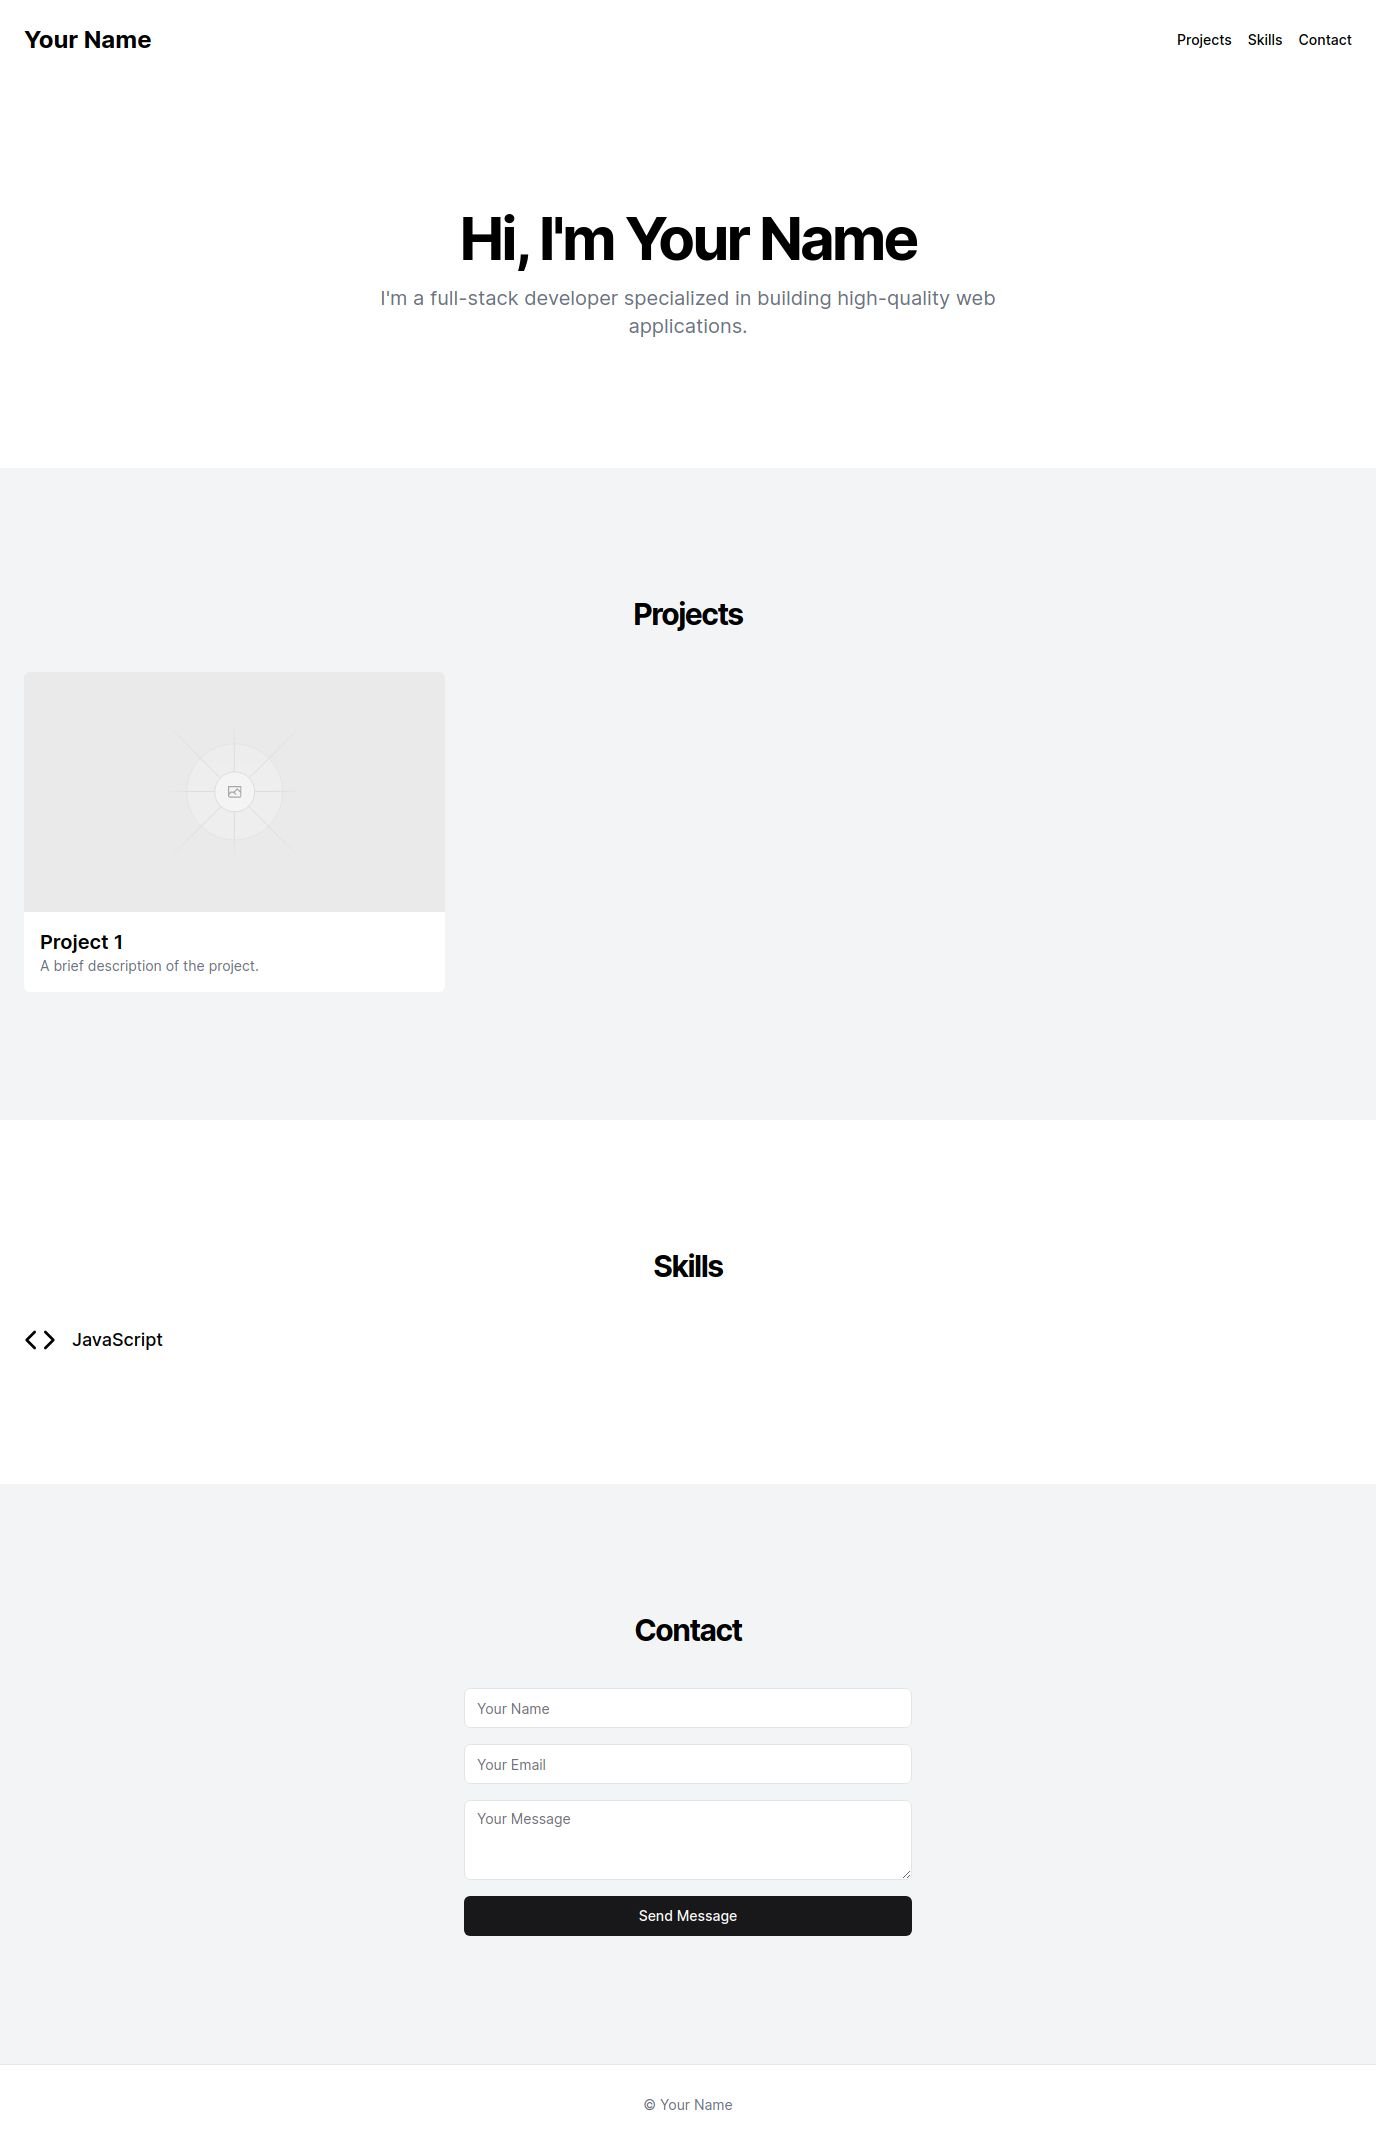 Your Name
Projects Skills Contact
Hi, I'm Your Name
I'm a full-stack developer specialized in building high-quality web
applications.
Projects
Project 1
A brief description of the project.
Skills
JavaScript
Contact
Your Name
Your Email
Your Message
Send Message
© Your Name